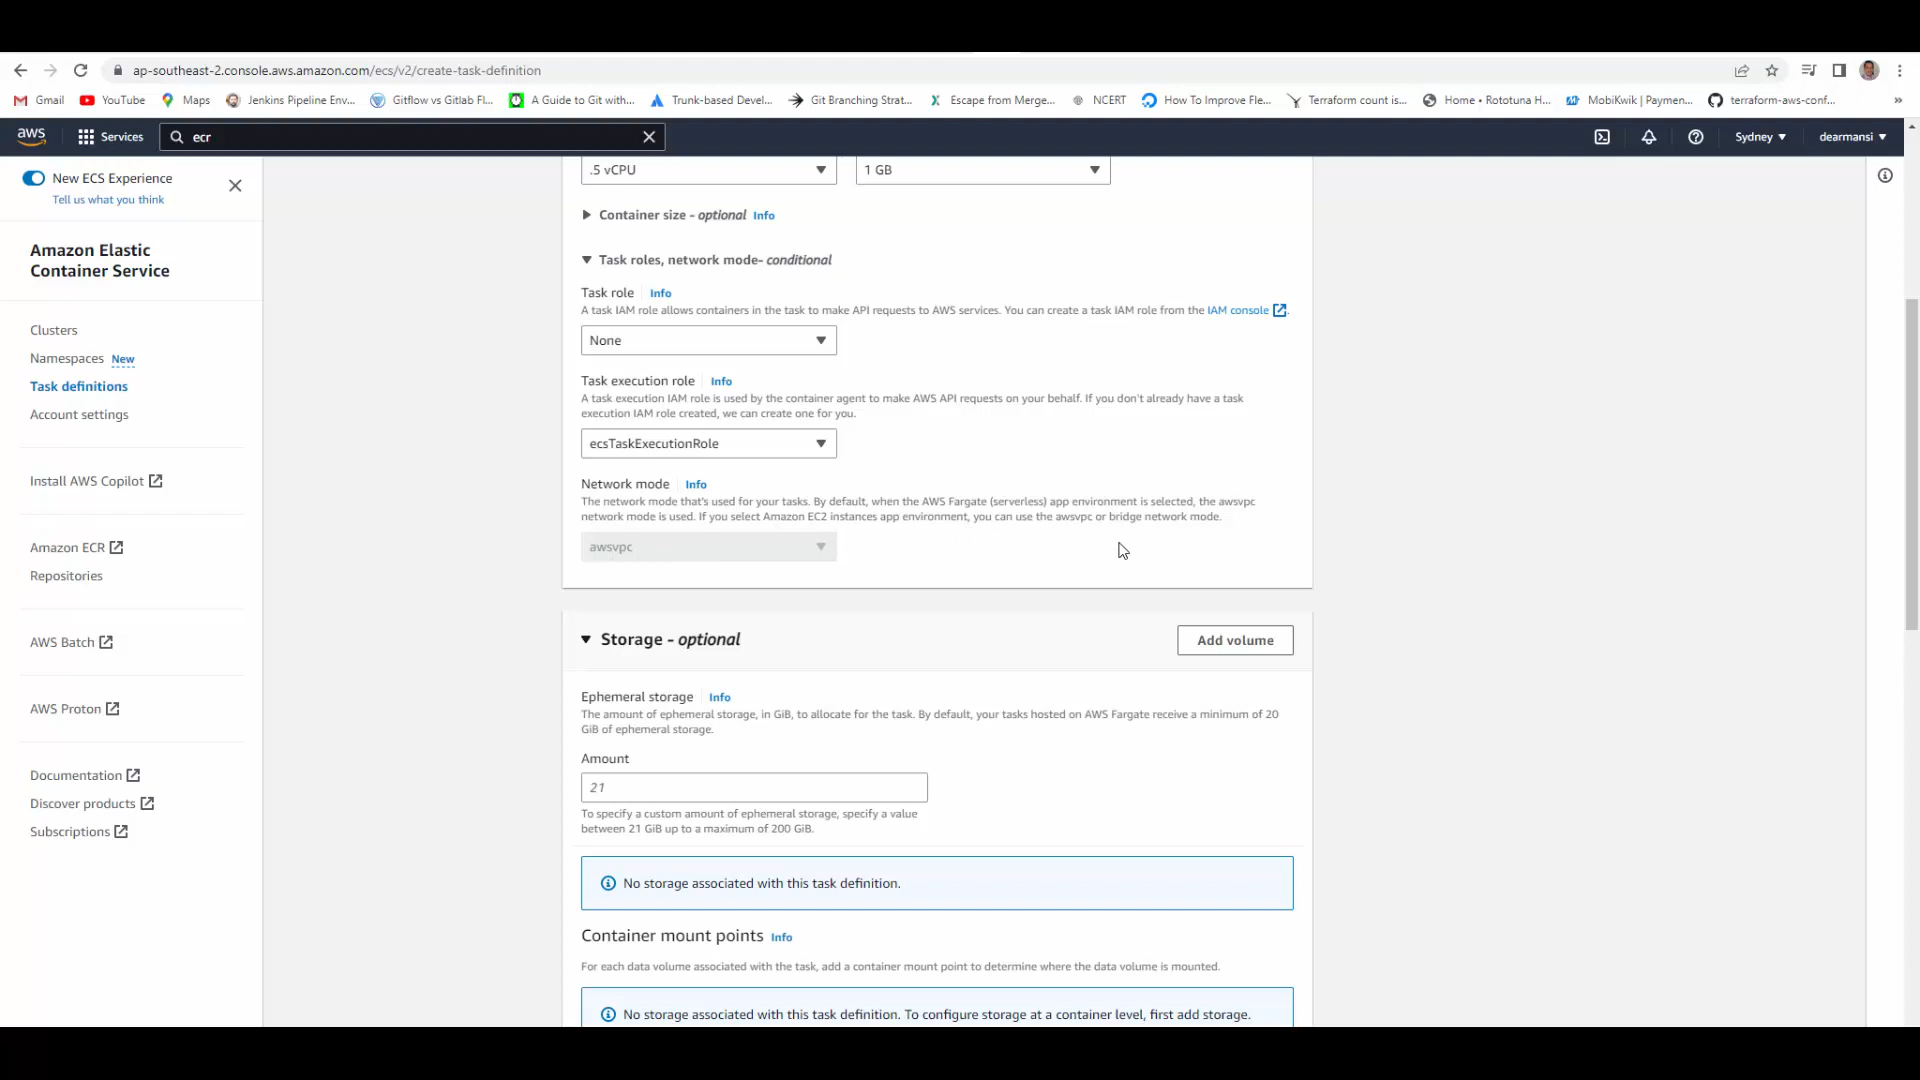 ap-southeast-2.console.aws.amazon.com/ecs/v2/create-task-definition
Gmail YouTube Maps Jenkins Pipeline Env... Gitflow vs Gitlab Fl... A Guide to Git with... Trunk-based Devel... Git Branching Strat... Escape from Merge... NCERT How To Improve Fle... Terraform count is... Home • Rototuna H... MobiKwik | Paymen... terraform-aws-conf... »
aws Services ecr Sydney dearmansi
New ECS Experience
Tell us what you think
Amazon Elastic
Container Service
Clusters
Namespaces New
Task definitions
Account settings
Install AWS Copilot
Amazon ECR
Repositories
AWS Batch
AWS Proton
Documentation
Discover products
Subscriptions
.5 vCPU 1 GB
Container size - optional Info
Task roles, network mode- conditional
Task role Info
A task IAM role allows containers in the task to make API requests to AWS services. You can create a task IAM role from the IAM console.
None
Task execution role Info
A task execution IAM role is used by the container agent to make AWS API requests on your behalf. If you don't already have a task
execution IAM role created, we can create one for you.
ecsTaskExecutionRole
Network mode Info
The network mode that's used for your tasks. By default, when the AWS Fargate (serverless) app environment is selected, the awsvpc
network mode is used. If you select Amazon EC2 instances app environment, you can use the awsvpc or bridge network mode.
awsvpc
Storage - optional Add volume
Ephemeral storage Info
The amount of ephemeral storage, in GiB, to allocate for the task. By default, your tasks hosted on AWS Fargate receive a minimum of 20
GiB of ephemeral storage.
Amount
21
To specify a custom amount of ephemeral storage, specify a value
between 21 GiB up to a maximum of 200 GiB.
No storage associated with this task definition.
Container mount points Info
For each data volume associated with the task, add a container mount point to determine where the data volume is mounted.
No storage associated with this task definition. To configure storage at a container level, first add storage.